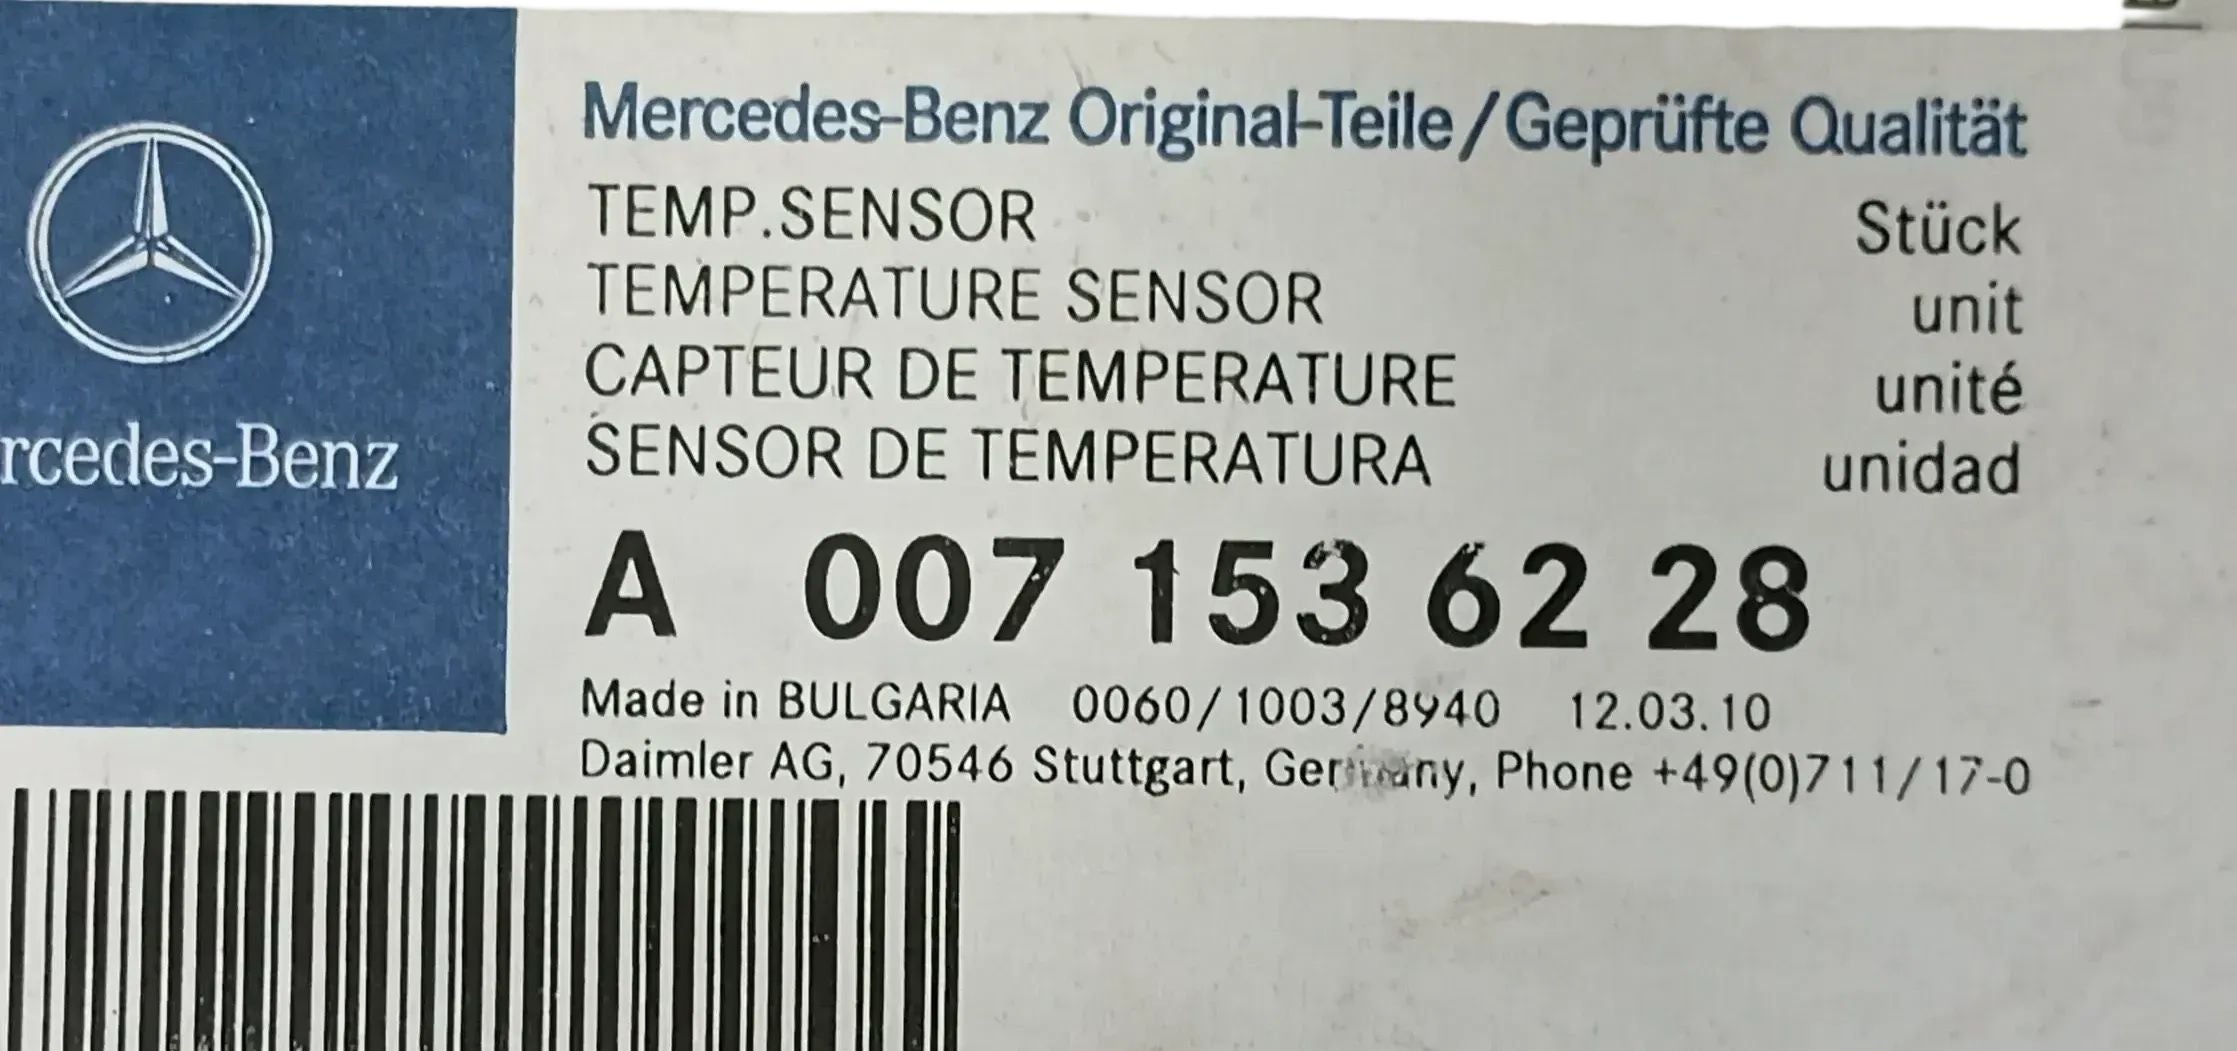 rcedes-Benz
Mercedes-Benz Original-Teile/Geprüfte Qualität
TEMP.SENSOR Stück
TEMPERATURE SENSOR unit
CAPTEUR DE TEMPERATURE unité
SENSOR DE TEMPERATURA unidad
A 007 153 62 28
Made in BULGARIA 0060/1003/8940 12.03.10
Daimler AG, 70546 Stuttgart, Germany, Phone +49(0)711/17-0